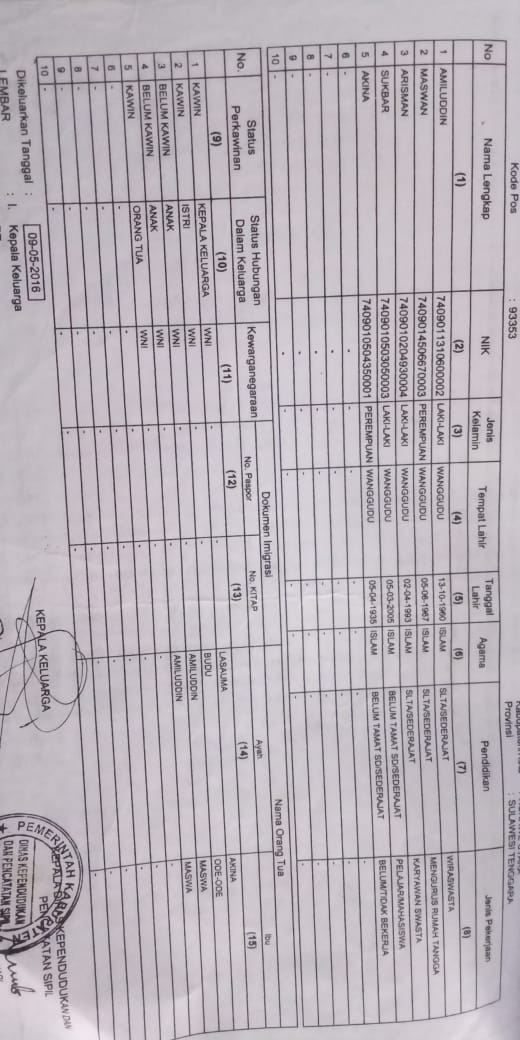 Kode Pos : 93353
Provinsi : SULAWESI TENGGARA
No Nama Lengkap NIK Jenis Kelamin Tempat Lahir Tanggal Lahir Agama Pendidikan Jenis Pekerjaan
(1) (2) (3) (4) (5) (6) (7) (8)
1 AMILUDDIN 7409011310600002 LAKI-LAKI WANGGUDU 13-10-1960 ISLAM SLTA/SEDERAJAT WIRASWASTA
2 MASWAN 7409014506670003 PEREMPUAN WANGGUDU 05-06-1967 ISLAM SLTA/SEDERAJAT MENGURUS RUMAH TANGGA
3 ARISMAN 7409010204930004 LAKI-LAKI WANGGUDU 02-04-1993 ISLAM SLTA/SEDERAJAT KARYAWAN SWASTA
4 SUKBAR 7409010503050003 LAKI-LAKI WANGGUDU 05-03-2005 ISLAM BELUM TAMAT SD/SEDERAJAT PELAJAR/MAHASISWA
5 AKINA 7409010504350001 PEREMPUAN WANGGUDU 05-04-1935 ISLAM BELUM TAMAT SD/SEDERAJAT BELUM/TIDAK BEKERJA
6 - - - - - - - -
7 - - - - - - - -
8 - - - - - - - -
9 - - - - - - - -
10 - - - - - - - -
Dokumen Imigrasi Nama Orang Tua
No. Status Perkawinan Status Hubungan Dalam Keluarga Kewarganegaraan No. Paspor No. KITAP Ayah Ibu
(9) (10) (11) (12) (13) (14) (15)
1 KAWIN KEPALA KELUARGA WNI - - LASAUMA AKINA
2 KAWIN ISTRI WNI - - BUDU ODE-ODE
3 BELUM KAWIN ANAK WNI - - AMILUDDIN MASWA
4 BELUM KAWIN ANAK WNI - - AMILUDDIN MASWA
5 KAWIN ORANG TUA WNI - - - -
6 - - - - - - -
7 - - - - - - -
8 - - - - - - -
9 - - - - - - -
10 - - - - - - -
Dikeluarkan Tanggal : 09-05-2016
LEMBAR : I. Kepala Keluarga
KEPALA KELUARGA
KEPALA DINAS KEPENDUDUKAN DAN
PENCATATAN SIPIL
PEMERINTAH KAB
DINAS KEPENDUDUKAN
DAN PENCATATAN SIPIL